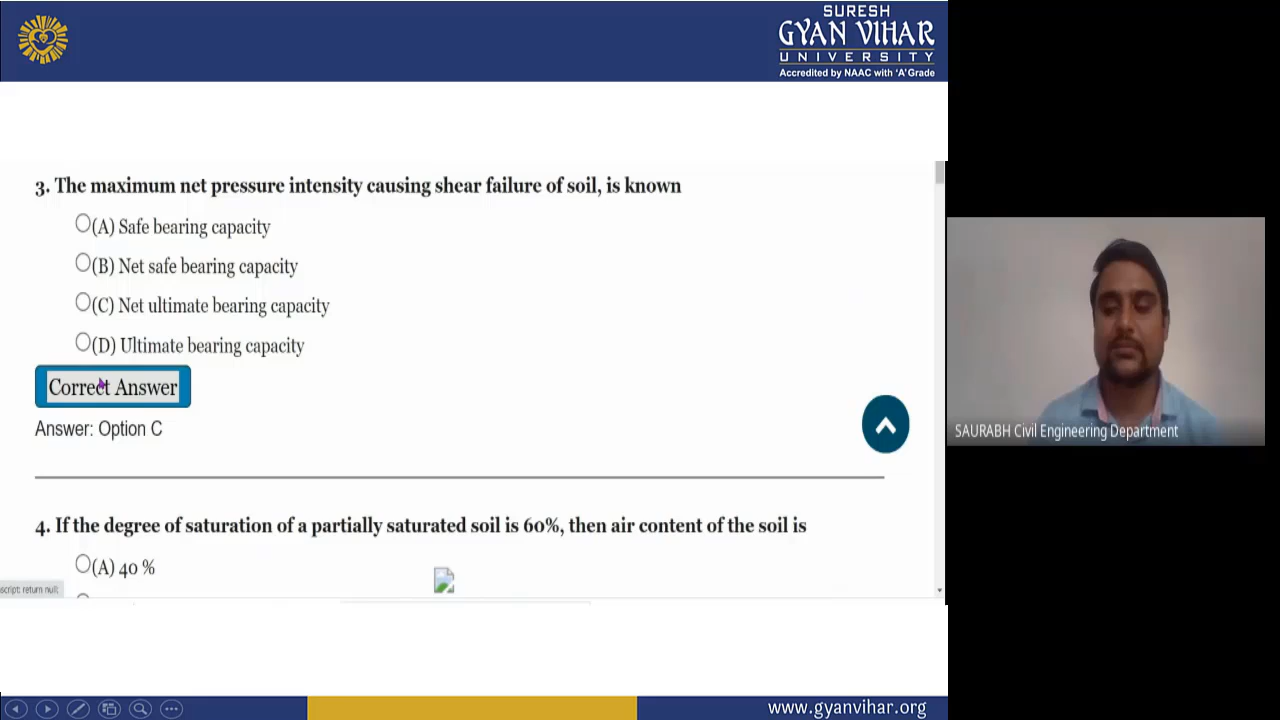 SURESH
GYAN VIHAR
UNIVERSITY
Accredited by NAAC with 'A' Grade
3. The maximum net pressure intensity causing shear failure of soil, is known
(A) Safe bearing capacity
(B) Net safe bearing capacity
(C) Net ultimate bearing capacity
(D) Ultimate bearing capacity
Correct Answer
Answer: Option C
SAURABH Civil Engineering Department
4. If the degree of saturation of a partially saturated soil is 60%, then air content of the soil is
(A) 40 %
script: return null;
www.gyanvihar.org